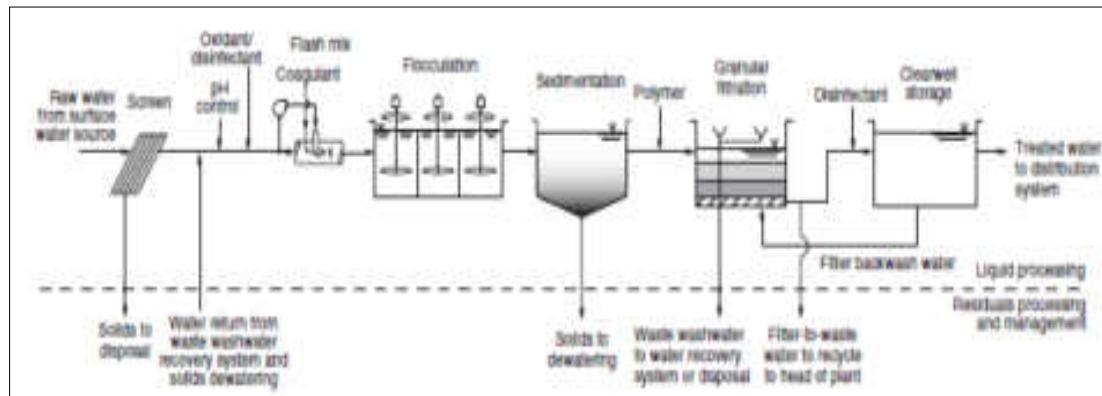 Raw water
from surface
water source
Screen
pH
control
Oxidant/
disinfectant
Flash mix
Coagulant
Flocculation
Sedimentation
Polymer
Granular
filtration
Disinfectant
Clearwell
storage
Treated water
to distribution
system
Filter backwash water
Liquid processing
Residuals processing
and management
Solids to
disposal
Water return from
waste washwater
recovery system and
solids dewatering
Solids to
dewatering
Waste washwater
to water recovery
system or disposal
Filter-to-waste
water to recycle
to head of plant